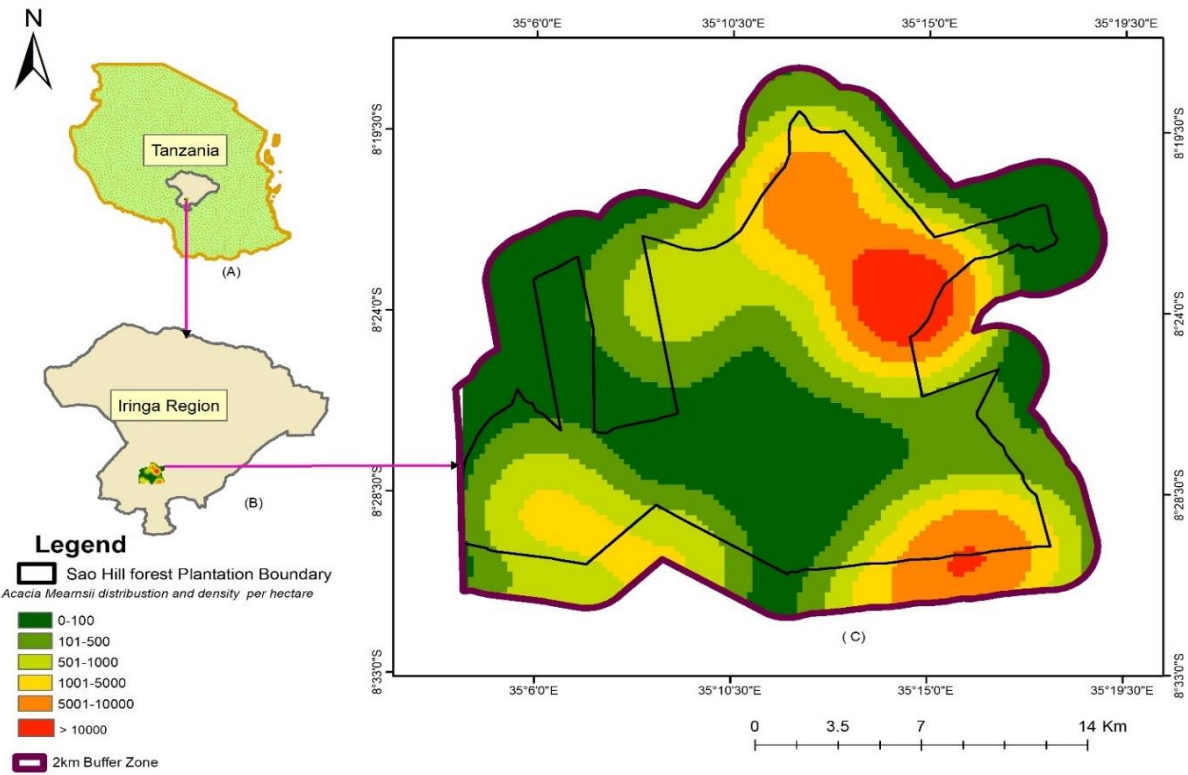 N
35°6'0"E
35°10'30"E
35°15'0"E
35°19'30"E
8°19'30"S
8°24'0"S
8°28'30"S
8°33'0"S
8°19'30"S
8°24'0"S
8°28'30"S
8°33'0"S
Tanzania
(A)
Iringa Region
(B)
( C)
Legend
Sao Hill forest Plantation Boundary
Acacia Mearnsii distribustion and density per hectare
0-100
101-500
501-1000
1001-5000
5001-10000
> 10000
2km Buffer Zone
35°6'0"E
35°10'30"E
35°15'0"E
35°19'30"E
0 3.5 7 14 Km